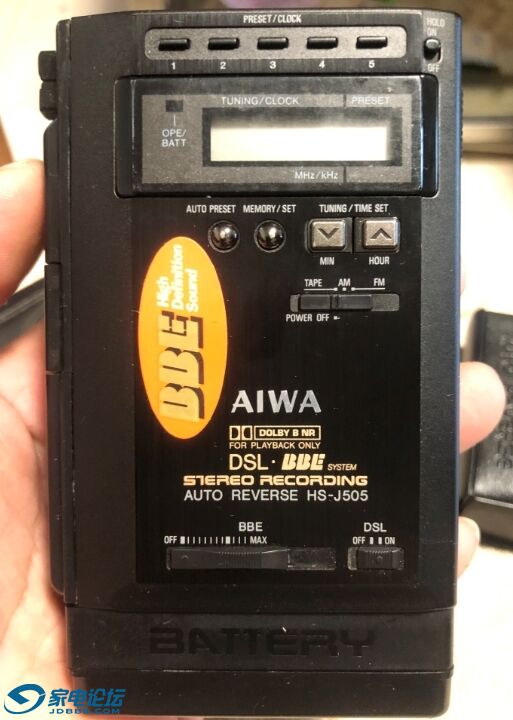 PRESET/CLOCK
1 2 3 4 5
HOLD
ON
OFF
TUNING/CLOCK PRESET
OPE/
BATT
MHz/kHz
AUTO PRESET MEMORY/SET TUNING/TIME SET
MIN HOUR
TAPE AM FM
POWER OFF
BBE High
Definition
Sound
AIWA
DOLBY B NR
FOR PLAYBACK ONLY
DSL · BBE SYSTEM
STEREO RECORDING
AUTO REVERSE HS-J505
BBE DSL
OFF MAX OFF ON
BATTERY
家电论坛
JDBBS.COM